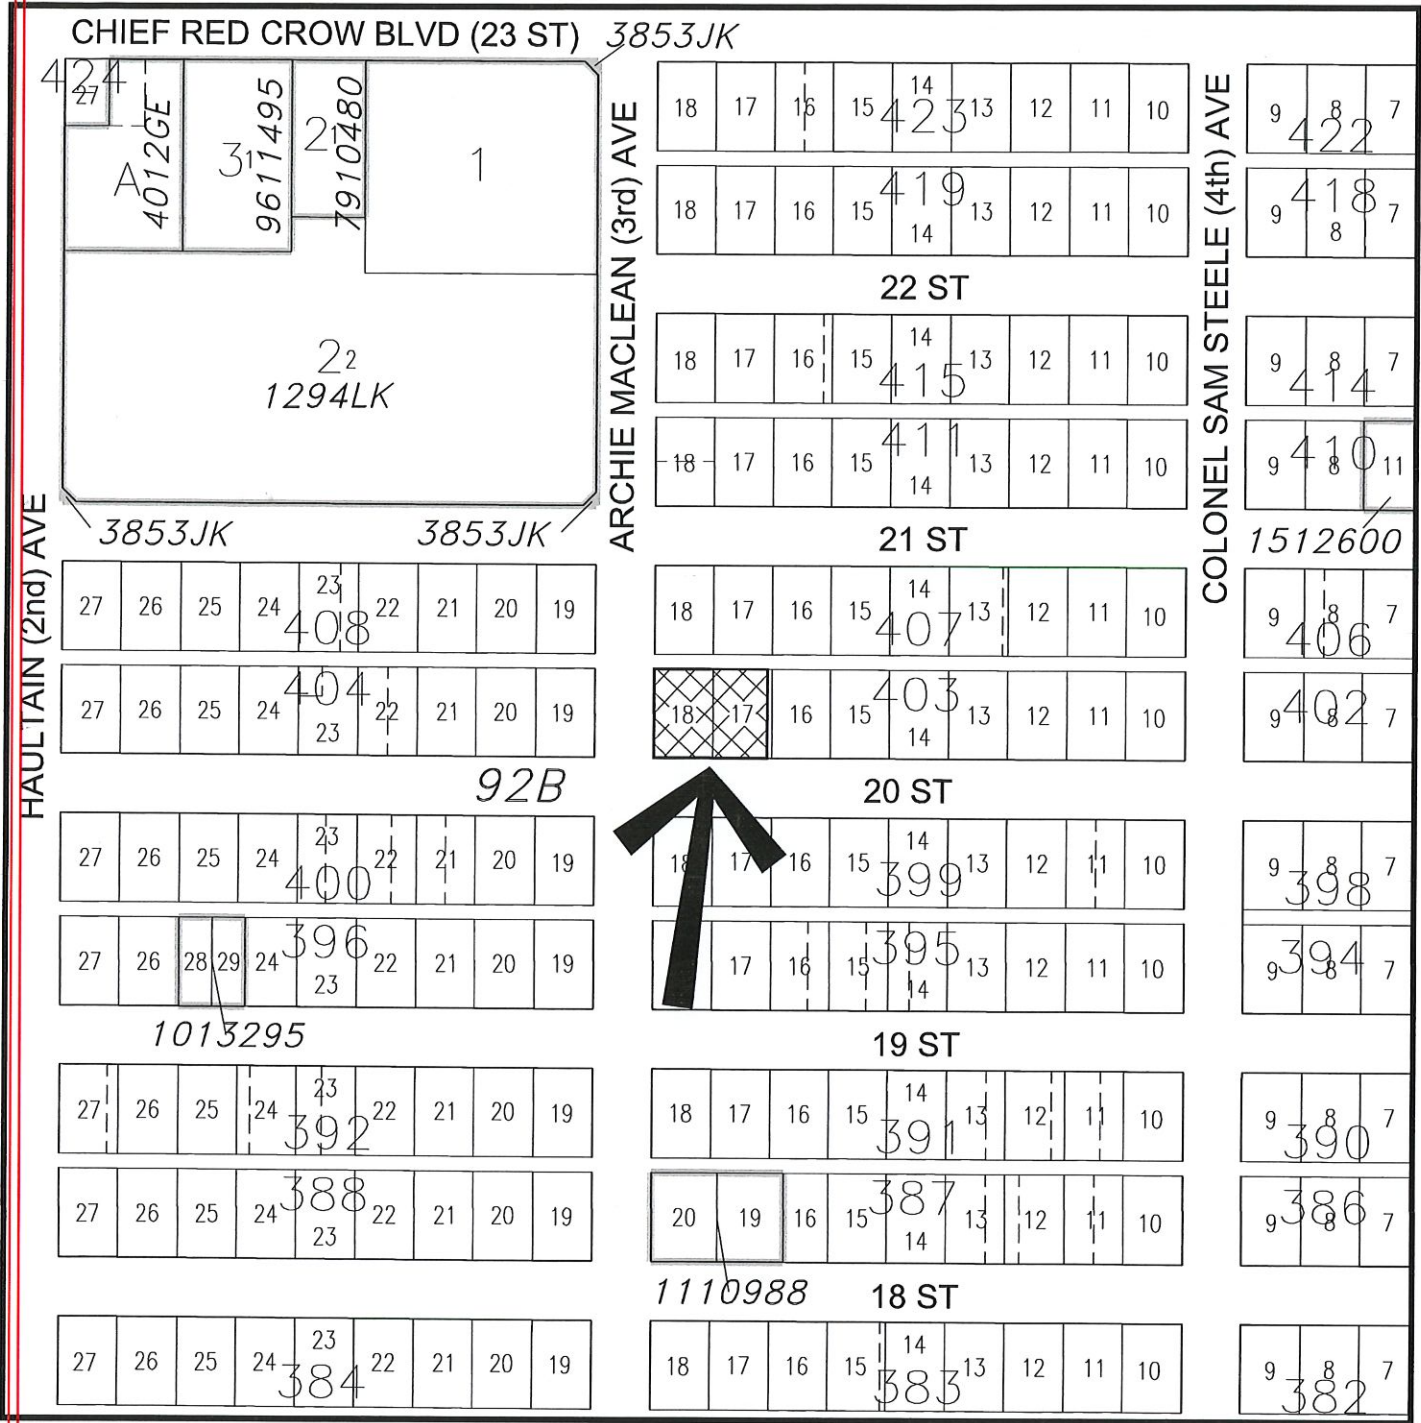 CHIEF RED CROW BLVD (23 ST) 3853JK
424
27
A
4012GE
3 1
9611495
2 1
7910480
1
2 2
1294LK
3853JK 3853JK
HAULTAIN (2nd) AVE
ARCHIE MACLEAN (3rd) AVE
COLONEL SAM STEELE (4th) AVE
18 17 16 15 14 13 12 11 10
423
9 8 7
422
18 17 16 15 14 13 12 11 10
419
9 8 7
418
22 ST
18 17 16 15 14 13 12 11 10
415
9 8 7
414
18 17 16 15 14 13 12 11 10
411
9 8 11
410
21 ST
1512600
27 26 25 24 23 22 21 20 19
408
18 17 16 15 14 13 12 11 10
407
9 8 7
406
27 26 25 24 23 22 21 20 19
404
18 17 16 15 14 13 12 11 10
403
9 8 7
402
92B
20 ST
27 26 25 24 23 22 21 20 19
400
18 17 16 15 14 13 12 11 10
399
9 8 7
398
27 26 28 29 24 23 22 21 20 19
396
17 16 15 14 13 12 11 10
395
9 8 7
394
1013295
19 ST
27 26 25 24 23 22 21 20 19
392
18 17 16 15 14 13 12 11 10
391
9 8 7
390
27 26 25 24 23 22 21 20 19
388
20 19 16 15 14 13 12 11 10
387
9 8 7
386
1110988
18 ST
27 26 25 24 23 22 21 20 19
384
18 17 16 15 14 13 12 11 10
383
9 8 7
382